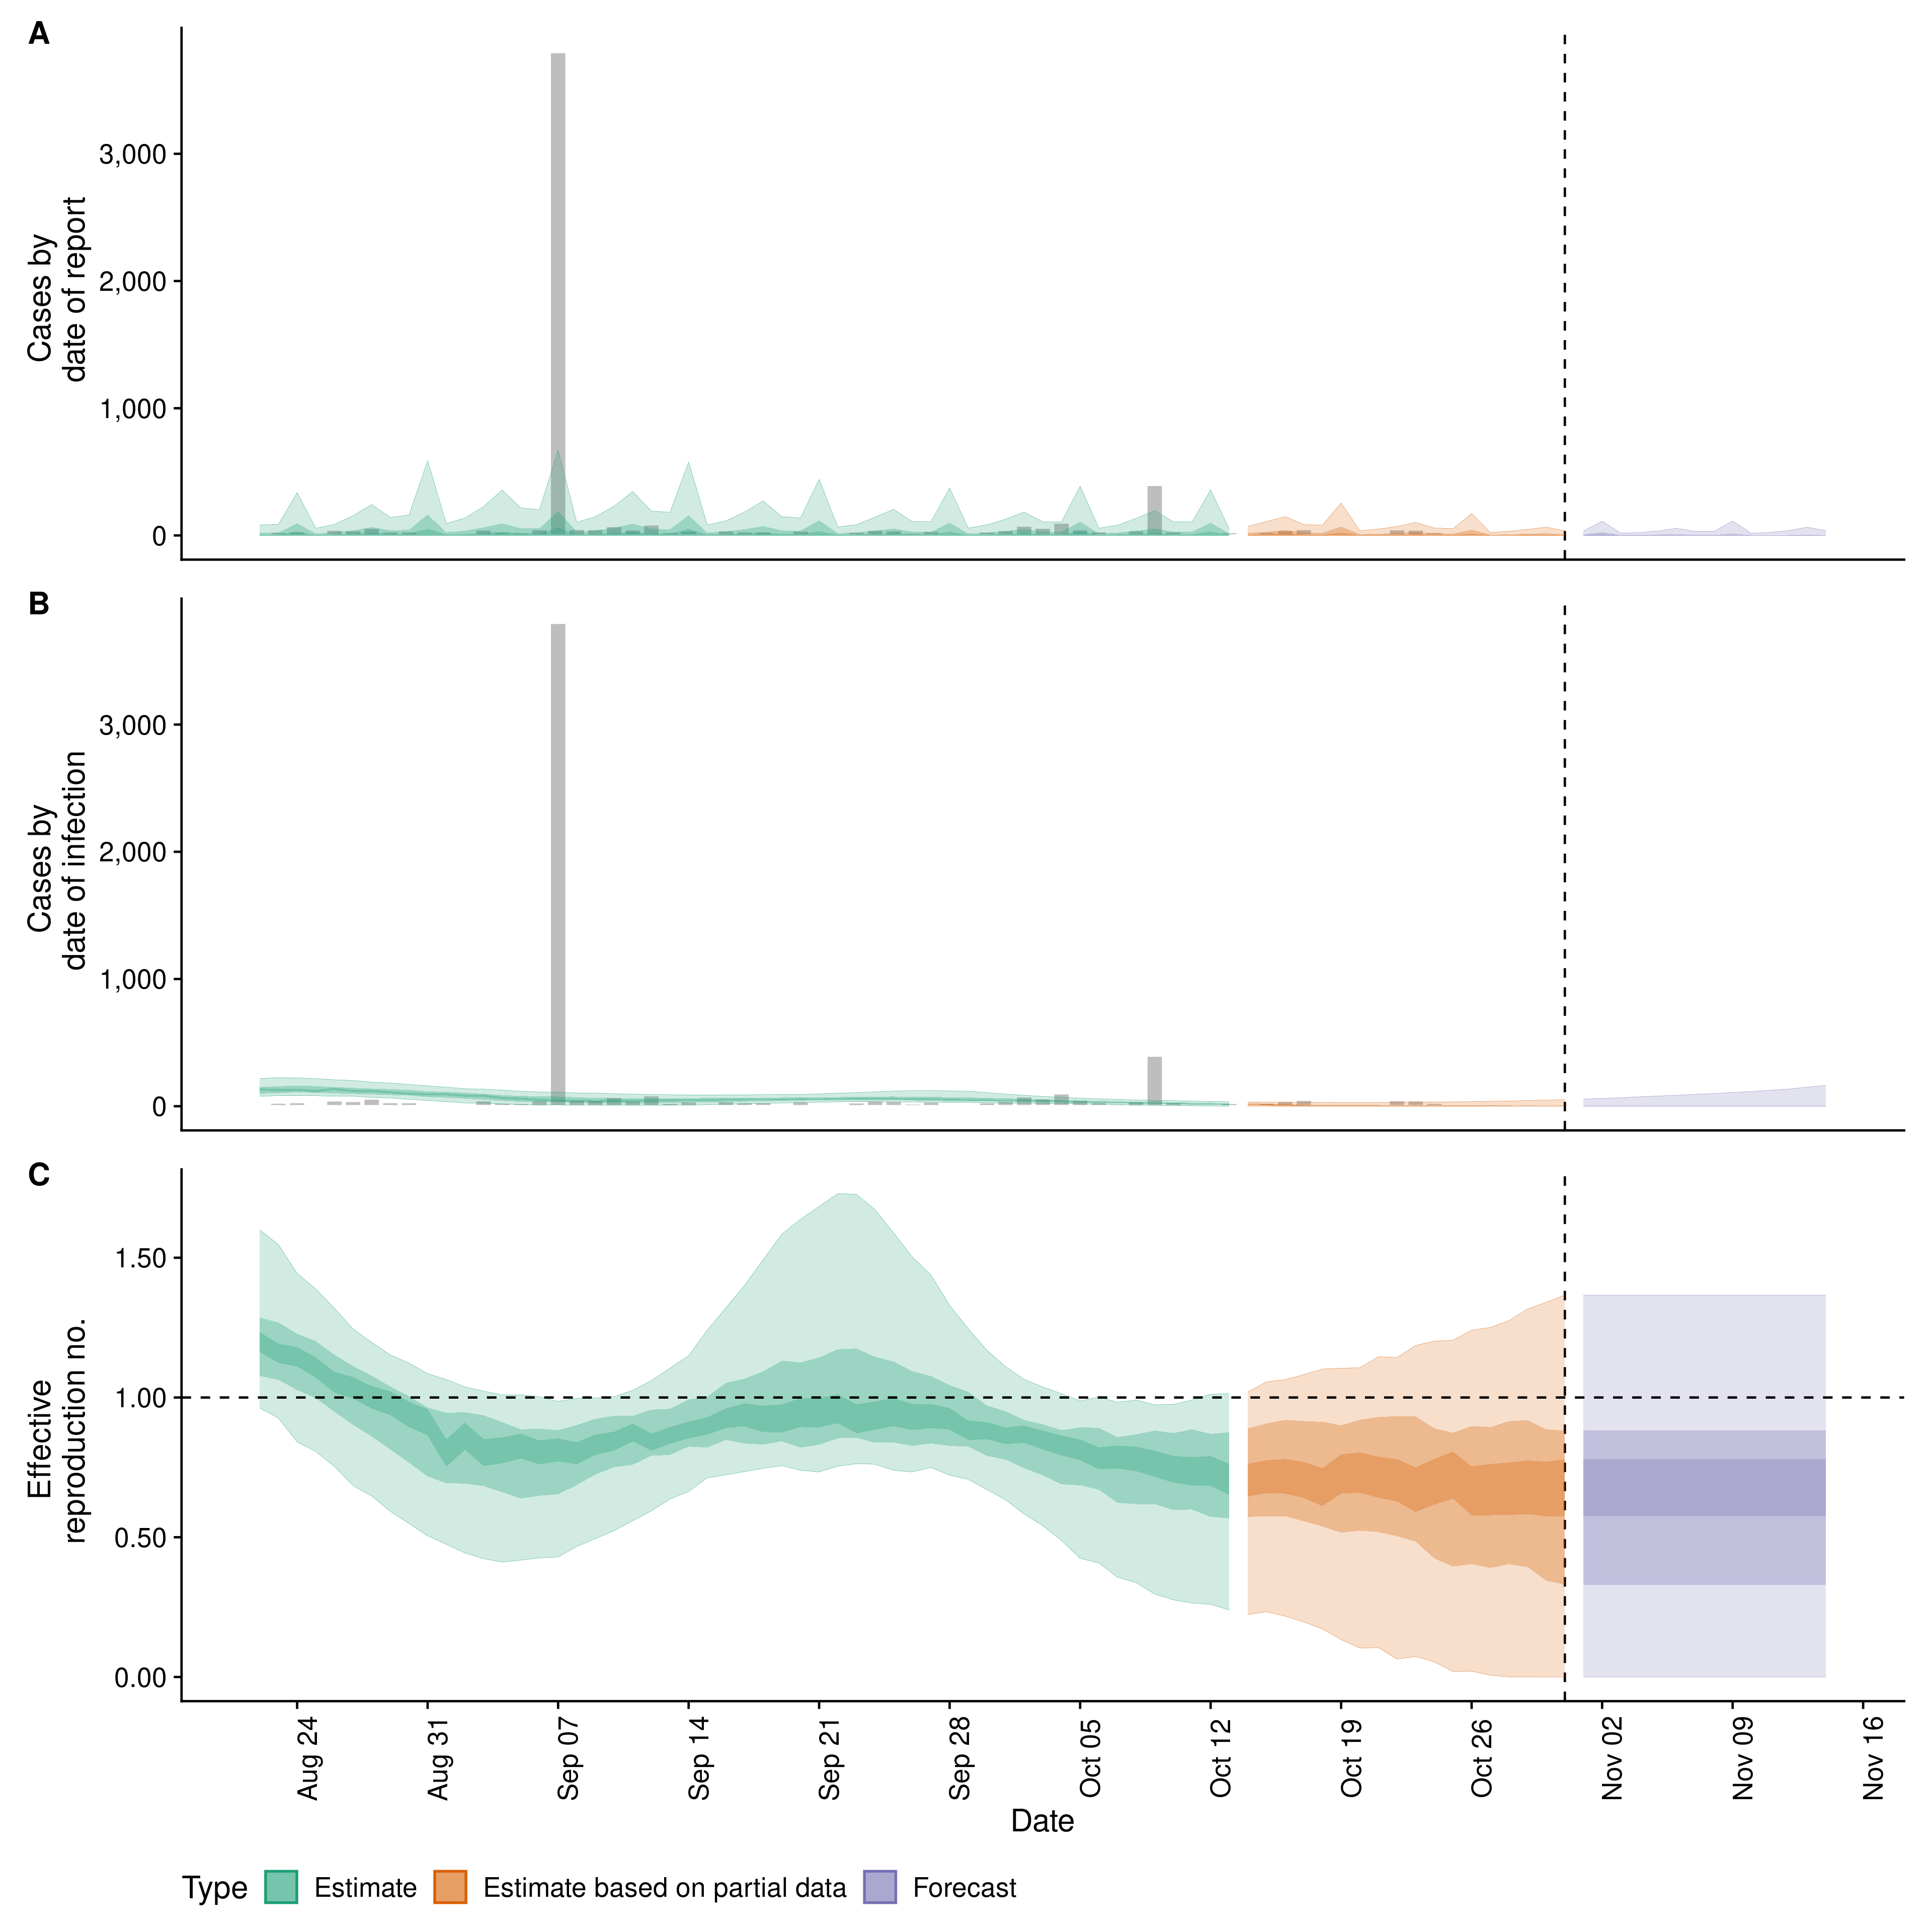 A
Cases by
date of report
3,000
2,000
1,000
0
B
Cases by
date of infection
3,000
2,000
1,000
0
C
Effective
reproduction no.
1.50
1.00
0.50
0.00
Aug 24
Aug 31
Sep 07
Sep 14
Sep 21
Sep 28
Oct 05
Oct 12
Oct 19
Oct 26
Nov 02
Nov 09
Nov 16
Date
Type Estimate Estimate based on partial data Forecast